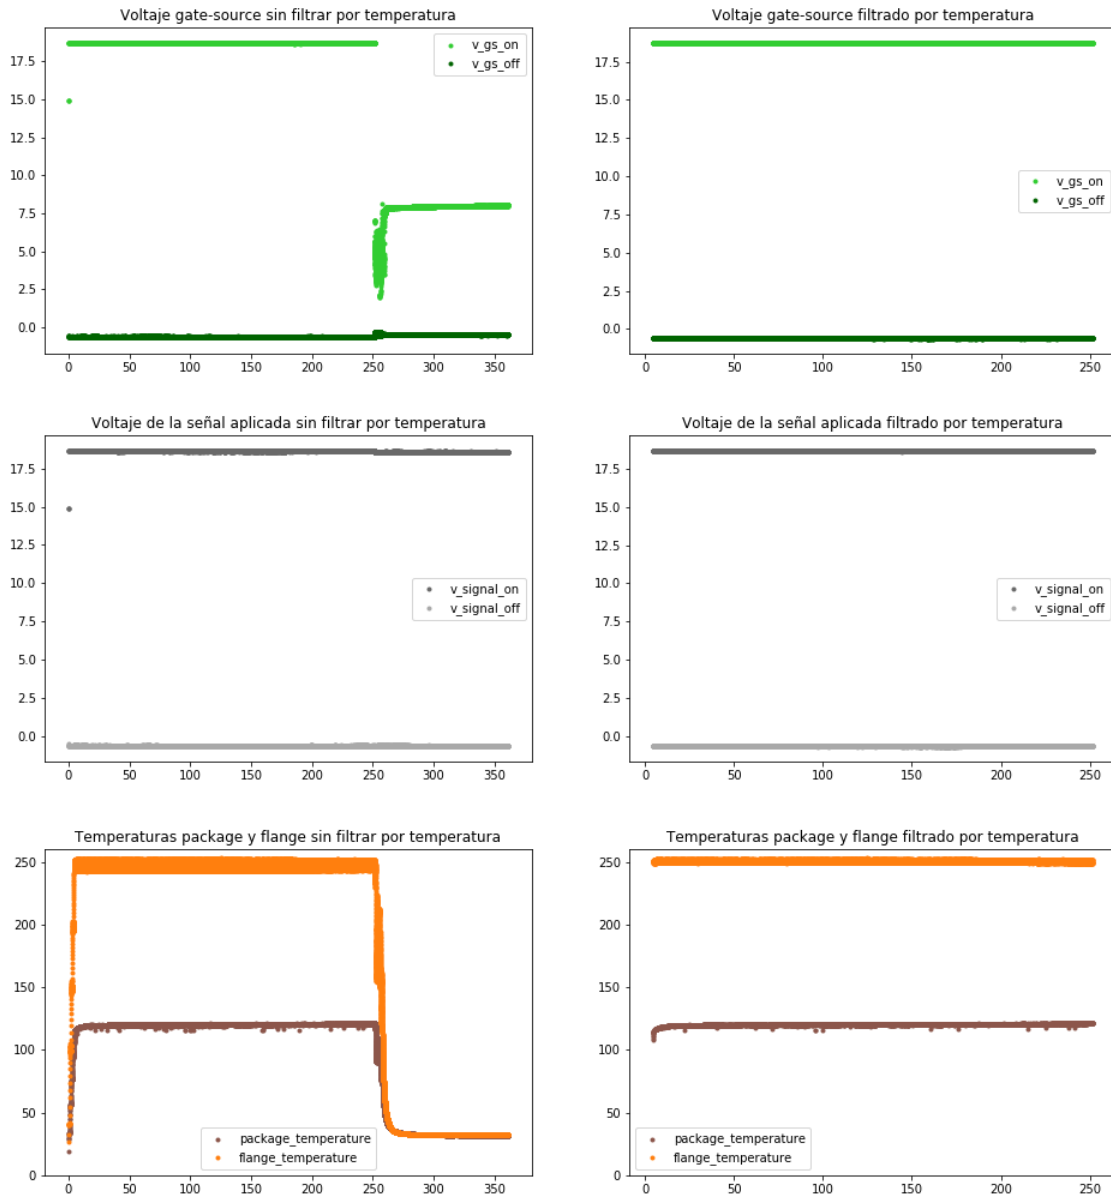 Voltaje gate-source sin filtrar por temperatura
17.5
15.0
12.5
10.0
7.5
5.0
2.5
0.0
0 50 100 150 200 250 300 350
v_gs_on
v_gs_off
Voltaje gate-source filtrado por temperatura
17.5
15.0
12.5
10.0
7.5
5.0
2.5
0.0
0 50 100 150 200 250
v_gs_on
v_gs_off
Voltaje de la señal aplicada sin filtrar por temperatura
17.5
15.0
12.5
10.0
7.5
5.0
2.5
0.0
0 50 100 150 200 250 300 350
v_signal_on
v_signal_off
Voltaje de la señal aplicada filtrado por temperatura
17.5
15.0
12.5
10.0
7.5
5.0
2.5
0.0
0 50 100 150 200 250
v_signal_on
v_signal_off
Temperaturas package y flange sin filtrar por temperatura
250
200
150
100
50
0
0 50 100 150 200 250 300 350
package_temperature
flange_temperature
Temperaturas package y flange filtrado por temperatura
250
200
150
100
50
0
0 50 100 150 200 250
package_temperature
flange_temperature